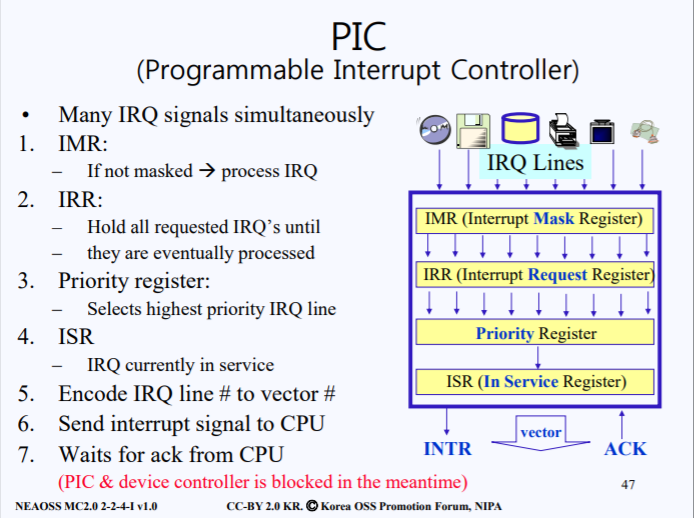 PIC
(Programmable Interrupt Controller)
• Many IRQ signals simultaneously
1. IMR:
– If not masked → process IRQ
2. IRR:
– Hold all requested IRQ's until
– they are eventually processed
3. Priority register:
– Selects highest priority IRQ line
4. ISR
– IRQ currently in service
5. Encode IRQ line # to vector #
6. Send interrupt signal to CPU
7. Waits for ack from CPU
(PIC & device controller is blocked in the meantime)
IRQ Lines
IMR (Interrupt Mask Register)
IRR (Interrupt Request Register)
Priority Register
ISR (In Service Register)
INTR
vector
ACK
47
NEAOSS MC2.0 2-2-4-I v1.0
CC-BY 2.0 KR. © Korea OSS Promotion Forum, NIPA